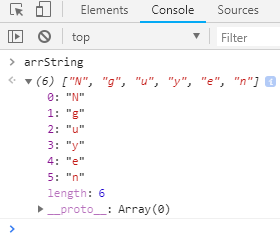 Elements Console Sources
top Filter
arrString
(6) ["N", "g", "u", "y", "e", "n"]
0: "N"
1: "g"
2: "u"
3: "y"
4: "e"
5: "n"
length: 6
__proto__: Array(0)